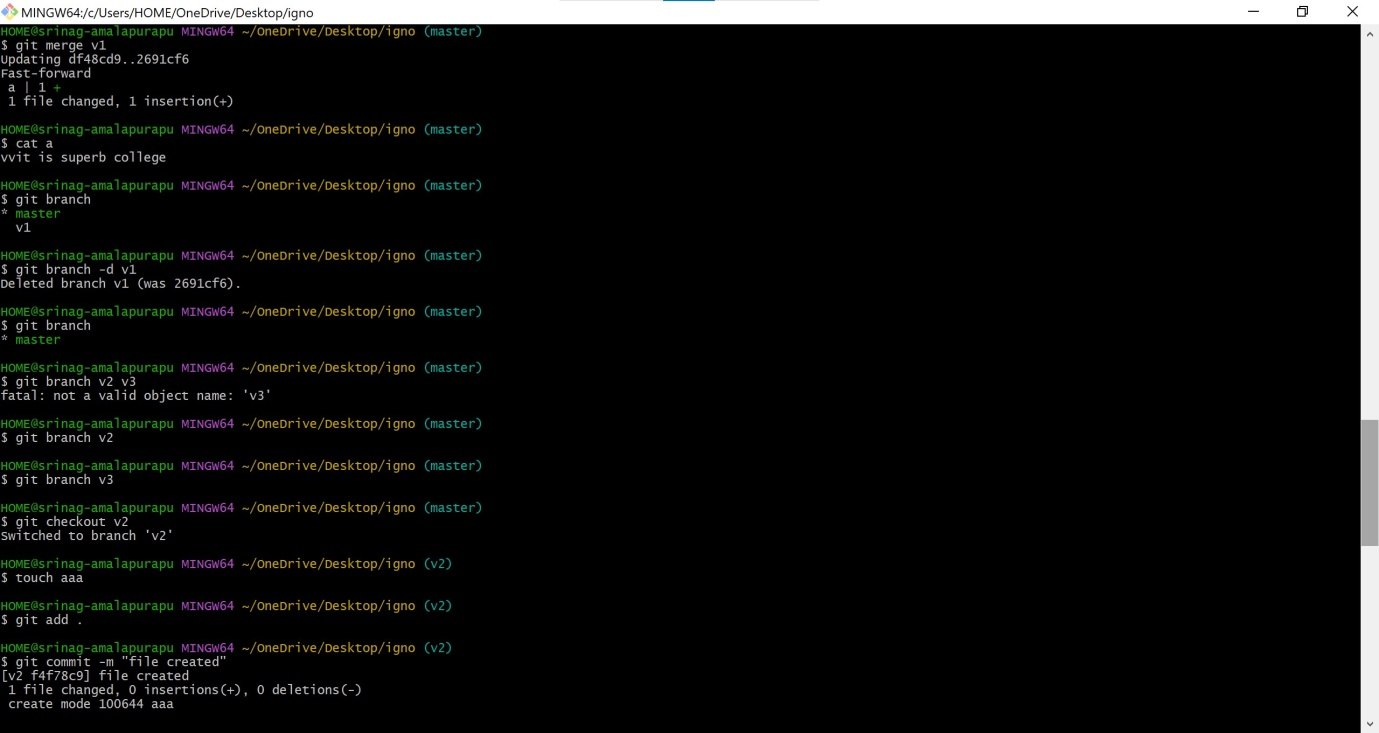 MINGW64:/c/Users/HOME/OneDrive/Desktop/igno
HOME@srinag-amalapurapu MINGW64 ~/OneDrive/Desktop/igno (master)
$ git merge v1
Updating df48cd9..2691cf6
Fast-forward
 a | 1 +
 1 file changed, 1 insertion(+)

HOME@srinag-amalapurapu MINGW64 ~/OneDrive/Desktop/igno (master)
$ cat a
vvit is superb college

HOME@srinag-amalapurapu MINGW64 ~/OneDrive/Desktop/igno (master)
$ git branch
* master
  v1

HOME@srinag-amalapurapu MINGW64 ~/OneDrive/Desktop/igno (master)
$ git branch -d v1
Deleted branch v1 (was 2691cf6).

HOME@srinag-amalapurapu MINGW64 ~/OneDrive/Desktop/igno (master)
$ git branch
* master

HOME@srinag-amalapurapu MINGW64 ~/OneDrive/Desktop/igno (master)
$ git branch v2 v3
fatal: not a valid object name: 'v3'

HOME@srinag-amalapurapu MINGW64 ~/OneDrive/Desktop/igno (master)
$ git branch v2

HOME@srinag-amalapurapu MINGW64 ~/OneDrive/Desktop/igno (master)
$ git branch v3

HOME@srinag-amalapurapu MINGW64 ~/OneDrive/Desktop/igno (master)
$ git checkout v2
Switched to branch 'v2'

HOME@srinag-amalapurapu MINGW64 ~/OneDrive/Desktop/igno (v2)
$ touch aaa

HOME@srinag-amalapurapu MINGW64 ~/OneDrive/Desktop/igno (v2)
$ git add .

HOME@srinag-amalapurapu MINGW64 ~/OneDrive/Desktop/igno (v2)
$ git commit -m "file created"
[v2 f4f78c9] file created
 1 file changed, 0 insertions(+), 0 deletions(-)
 create mode 100644 aaa